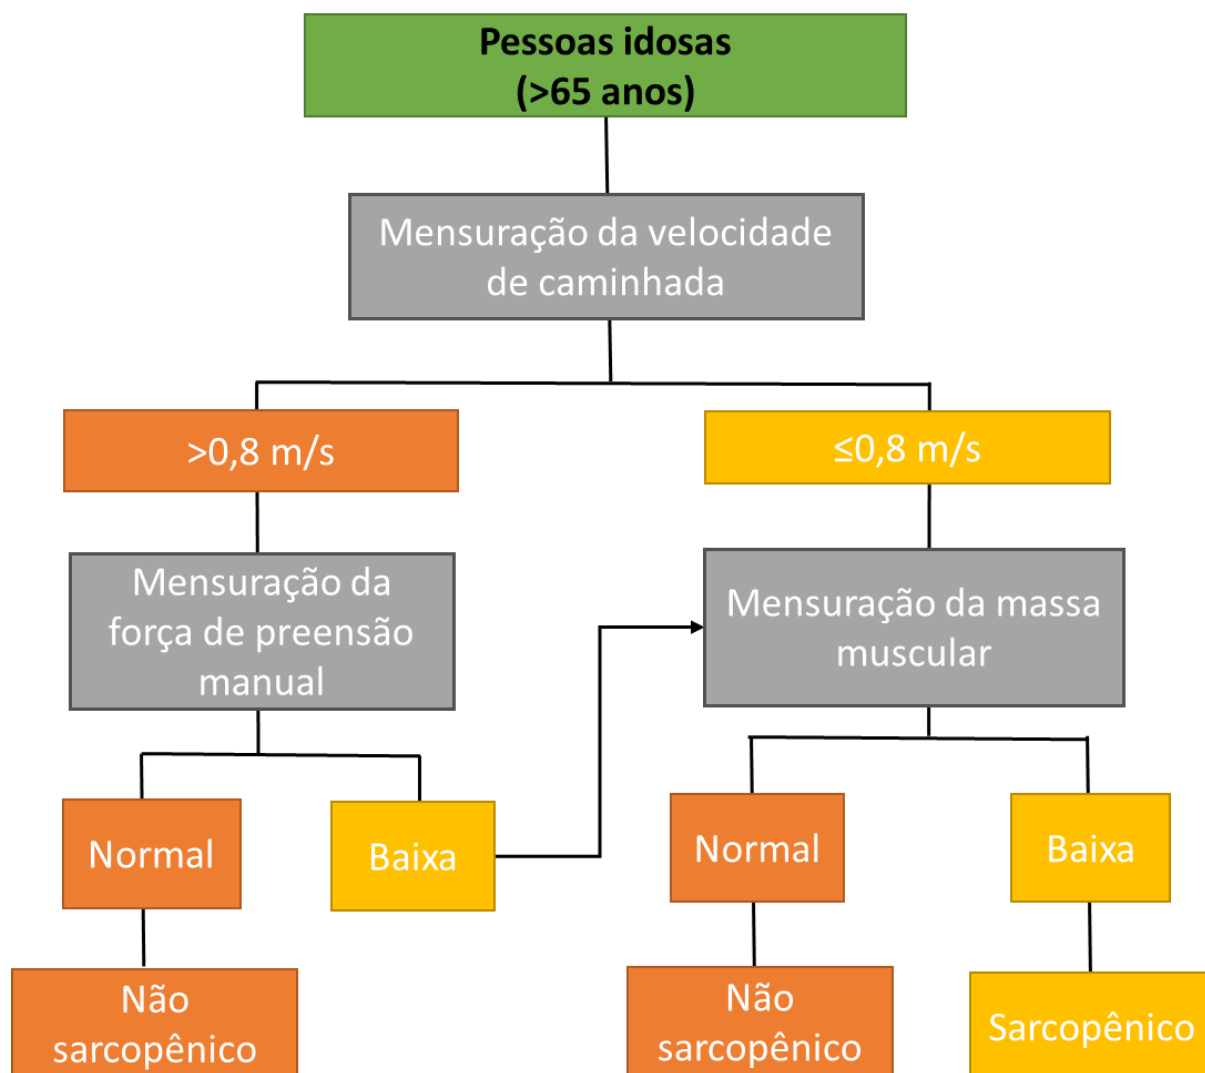 Pessoas idosas
(>65 anos)
Mensuração da velocidade
de caminhada
>0,8 m/s
≤0,8 m/s
Mensuração da
força de preensão
manual
Mensuração da massa
muscular
Normal
Baixa
Normal
Baixa
Não
sarcopênico
Não
sarcopênico
Sarcopênico